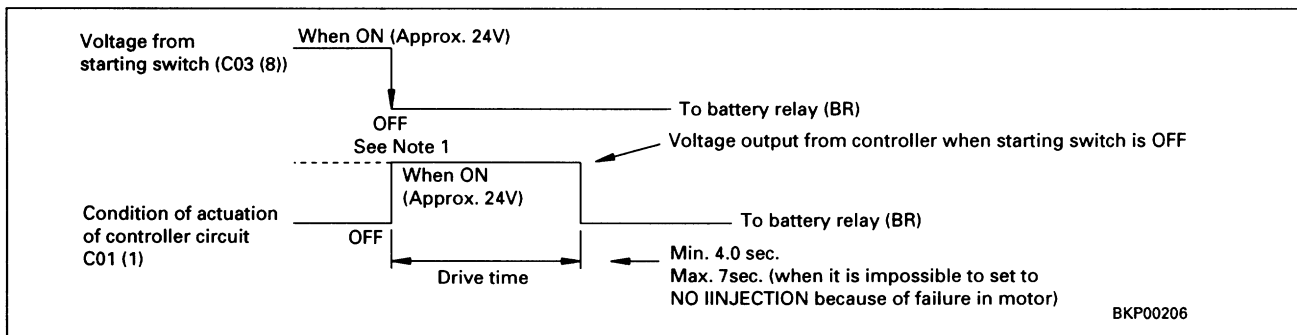 When ON (Approx. 24V)
Voltage from
starting switch (C03 (8))
To battery relay (BR)
OFF
See Note 1
Voltage output from controller when starting switch is OFF
When ON
(Approx. 24V)
Condition of actuation
of controller circuit
C01 (1)
OFF
To battery relay (BR)
Drive time
Min. 4.0 sec.
Max. 7sec. (when it is impossible to set to
NO IINJECTION because of failure in motor)
BKP00206